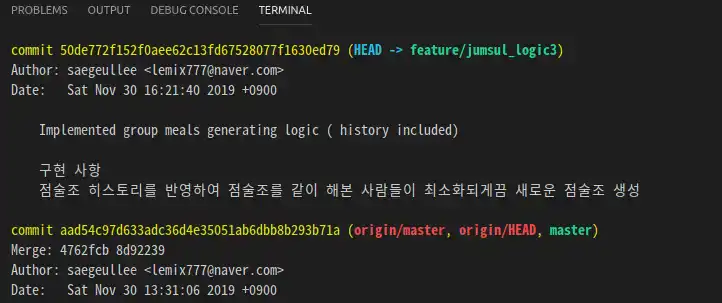 PROBLEMS OUTPUT DEBUG CONSOLE TERMINAL
commit 50de772f152f0aee62c13fd67528077f1630ed79 (HEAD -> feature/jumsul_logic3)
Author: saegeullee <lemix777@naver.com>
Date:   Sat Nov 30 16:21:40 2019 +0900
Implemented group meals generating logic ( history included)
구현 사항
점술조 히스토리를 반영하여 점술조를 같이 해본 사람들이 최소화되게끔 새로운 점술조 생성
commit aad54c97d633adc36d4e35051ab6dbb8b293b71a (origin/master, origin/HEAD, master)
Merge: 4762fcb 8d92239
Author: saegeullee <lemix777@naver.com>
Date:   Sat Nov 30 13:31:06 2019 +0900